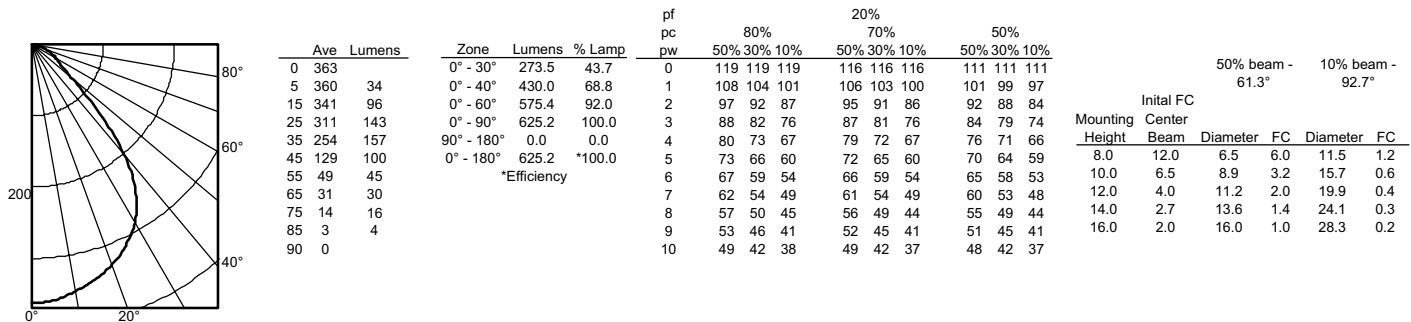 80°
60°
200
40°
0° 20°
Ave Lumens
0 363
5 360 34
15 341 96
25 311 143
35 254 157
45 129 100
55 49 45
65 31 30
75 14 16
85 3 4
90 0
Zone Lumens % Lamp
0° - 30° 273.5 43.7
0° - 40° 430.0 68.8
0° - 60° 575.4 92.0
0° - 90° 625.2 100.0
90° - 180° 0.0 0.0
0° - 180° 625.2 *100.0
*Efficiency
pf 20%
pc 80% 70% 50%
pw 50% 30% 10% 50% 30% 10% 50% 30% 10%
0 119 119 119 116 116 116 111 111 111
1 108 104 101 106 103 100 101 99 97
2 97 92 87 95 91 86 92 88 84
3 88 82 76 87 81 76 84 79 74
4 80 73 67 79 72 67 76 71 66
5 73 66 60 72 65 60 70 64 59
6 67 59 54 66 59 54 65 58 53
7 62 54 49 61 54 49 60 53 48
8 57 50 45 56 49 44 55 49 44
9 53 46 41 52 45 41 51 45 41
10 49 42 38 49 42 37 48 42 37
50% beam - 10% beam -
61.3° 92.7°
Inital FC
Mounting Center
Height Beam Diameter FC Diameter FC
8.0 12.0 6.5 6.0 11.5 1.2
10.0 6.5 8.9 3.2 15.7 0.6
12.0 4.0 11.2 2.0 19.9 0.4
14.0 2.7 13.6 1.4 24.1 0.3
16.0 2.0 16.0 1.0 28.3 0.2